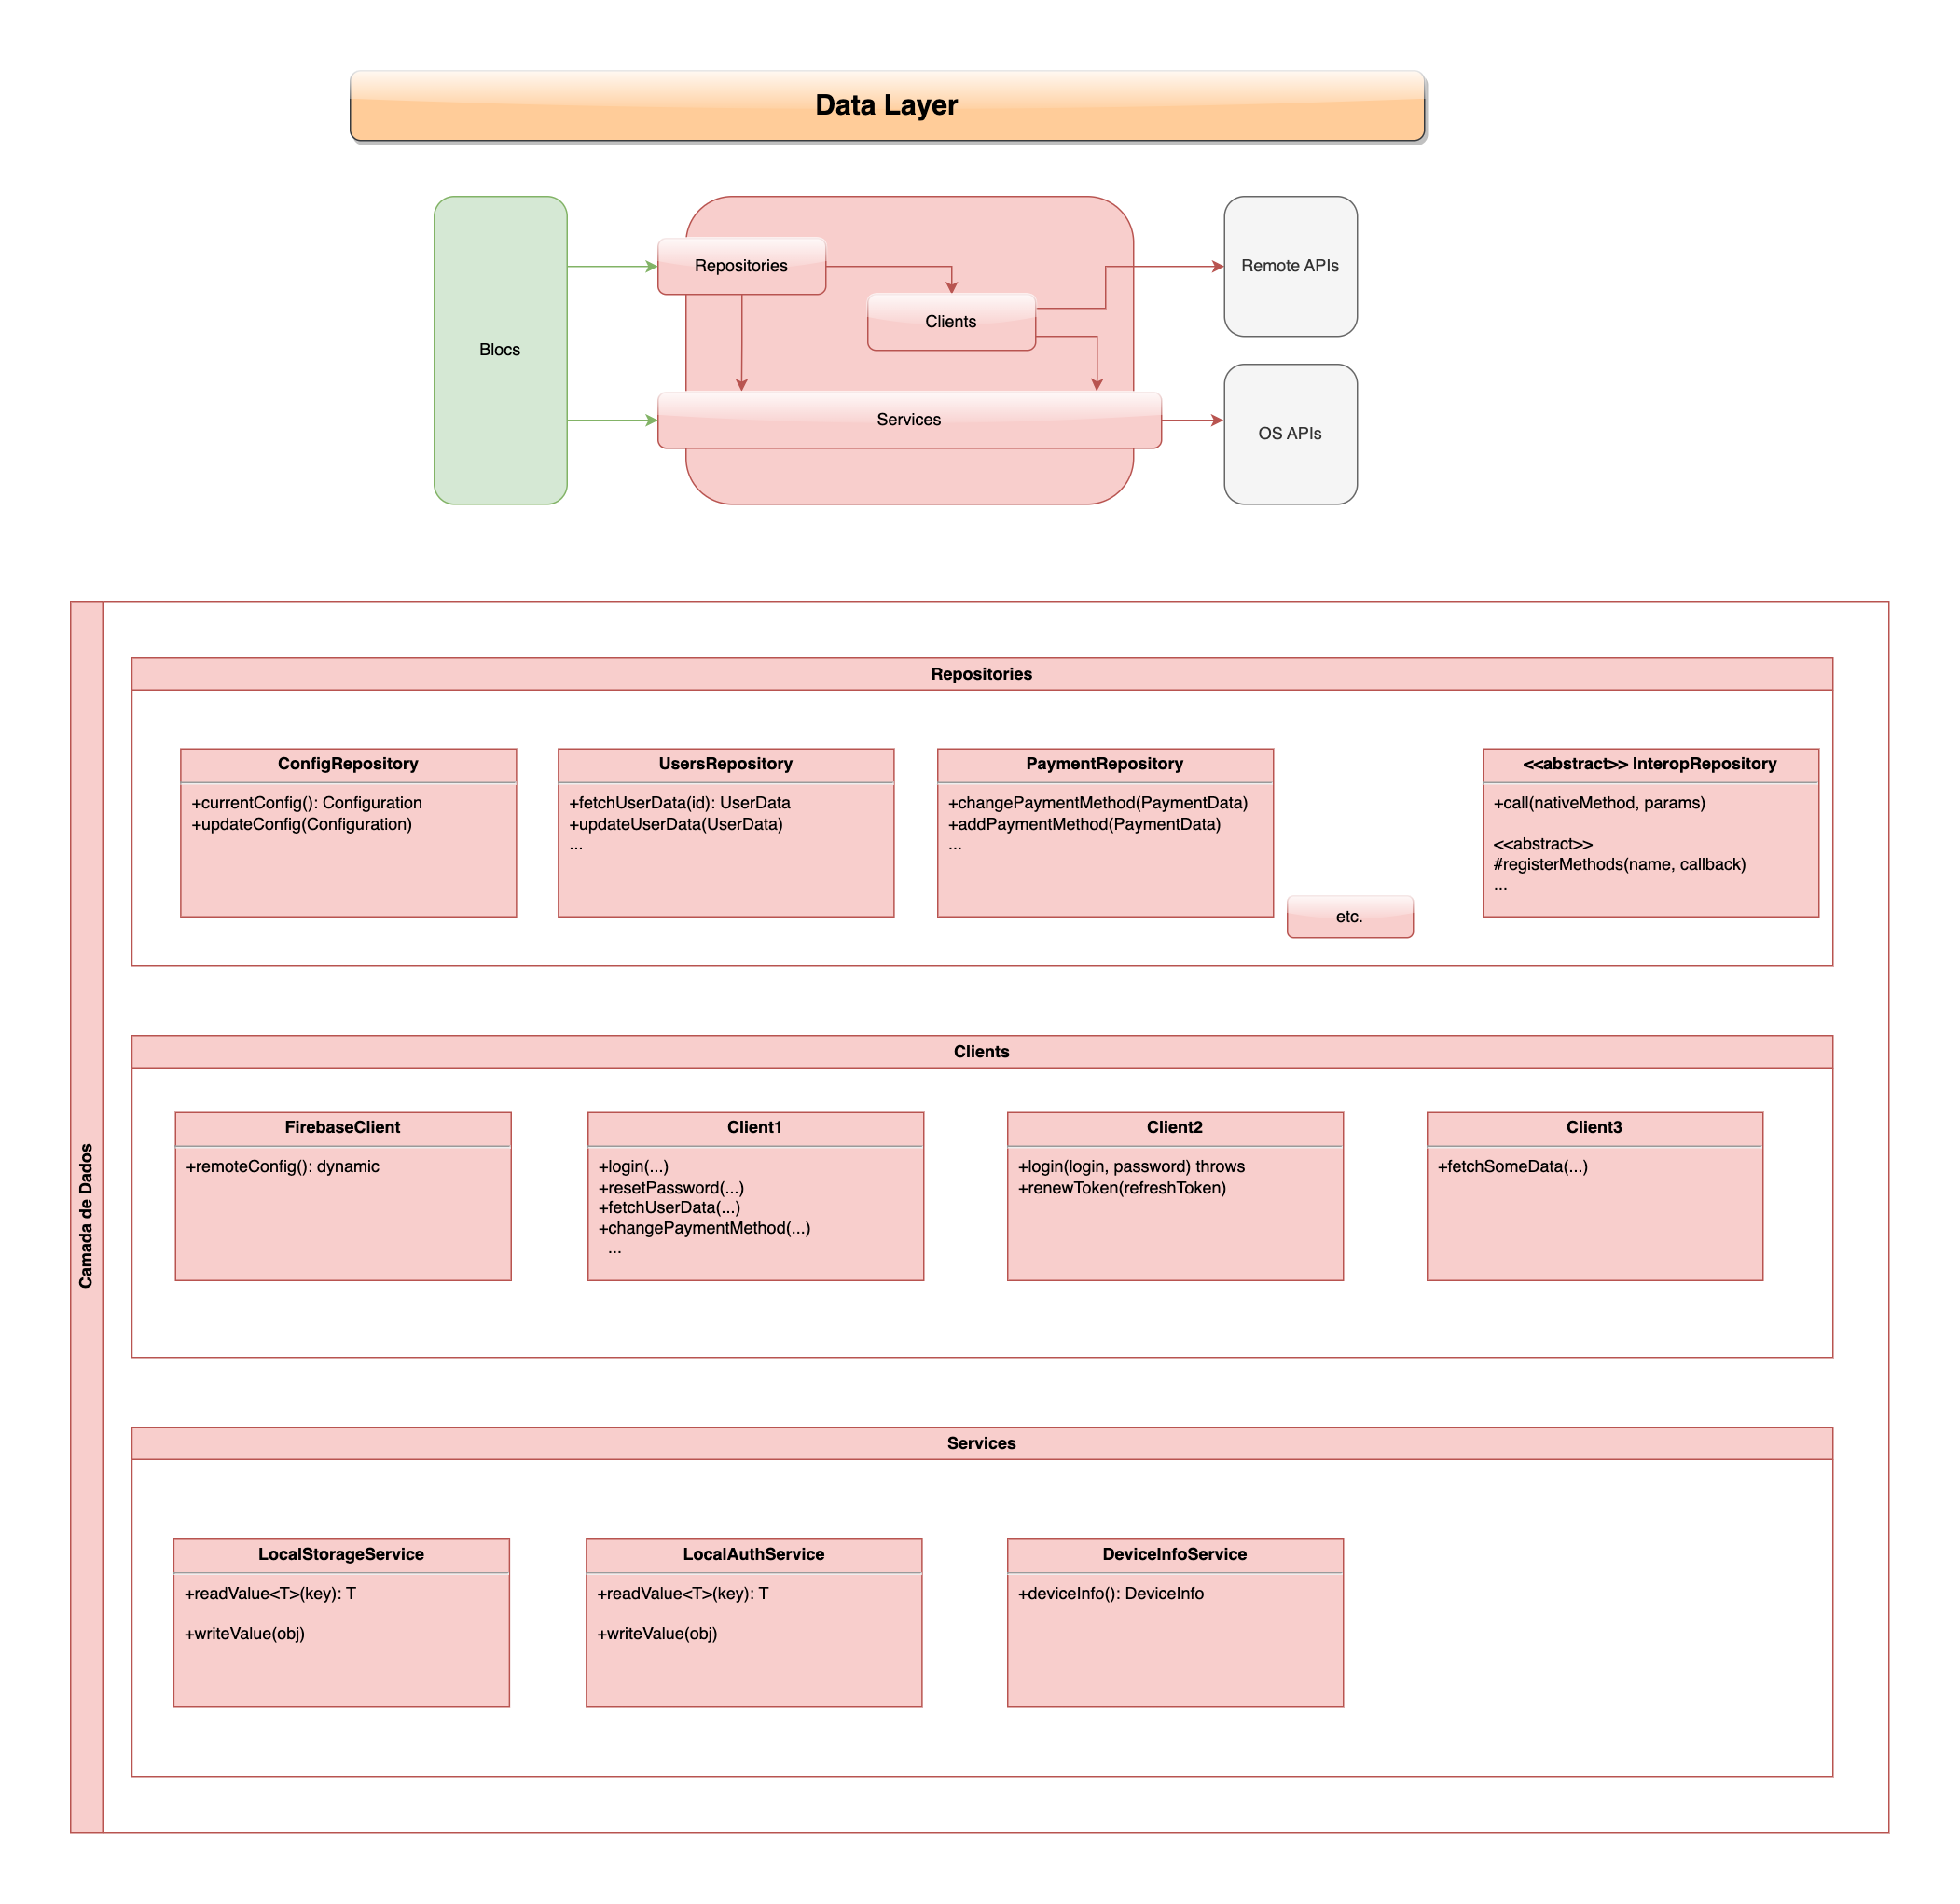 Data Layer
Blocs
Repositories
Clients
Services
Remote APIs
OS APIs
Camada de Dados
Repositories
ConfigRepository
+currentConfig(): Configuration
+updateConfig(Configuration)
UsersRepository
+fetchUserData(id): UserData
+updateUserData(UserData)
...
PaymentRepository
+changePaymentMethod(PaymentData)
+addPaymentMethod(PaymentData)
...
etc.
<<abstract>> InteropRepository
+call(nativeMethod, params)
<<abstract>>
#registerMethods(name, callback)
...
Clients
FirebaseClient
+remoteConfig(): dynamic
Client1
+login(...)
+resetPassword(...)
+fetchUserData(...)
+changePaymentMethod(...)
...
Client2
+login(login, password) throws
+renewToken(refreshToken)
Client3
+fetchSomeData(...)
Services
LocalStorageService
+readValue<T>(key): T
+writeValue(obj)
LocalAuthService
+readValue<T>(key): T
+writeValue(obj)
DeviceInfoService
+deviceInfo(): DeviceInfo